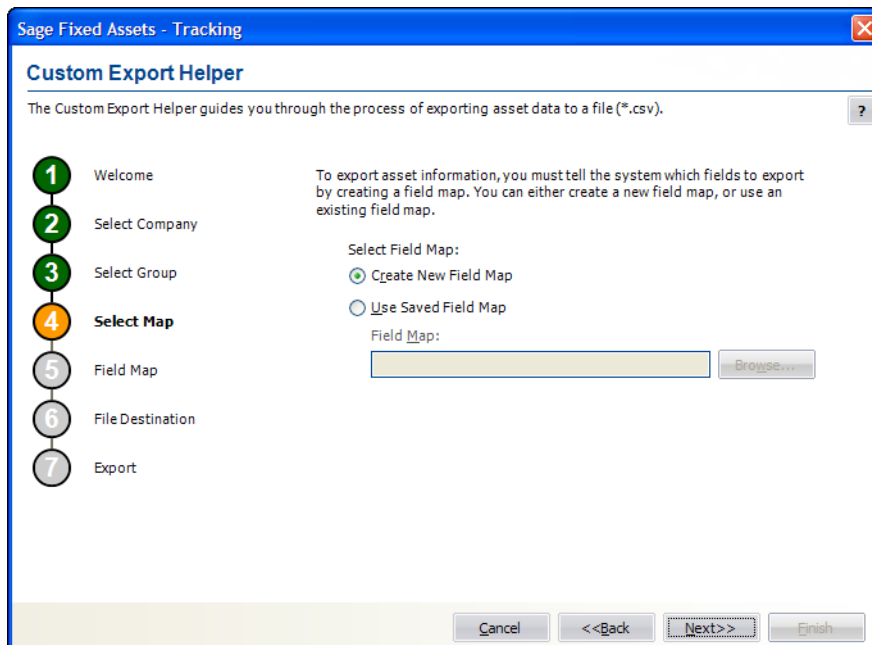 Sage Fixed Assets - Tracking
Custom Export Helper
The Custom Export Helper guides you through the process of exporting asset data to a file (*.csv).
?
1 Welcome
2 Select Company
3 Select Group
4 Select Map
5 Field Map
6 File Destination
7 Export
To export asset information, you must tell the system which fields to export
by creating a field map. You can either create a new field map, or use an
existing field map.
Select Field Map:
Create New Field Map
Use Saved Field Map
Field Map:
Browse...
Cancel <<Back Next>> Finish